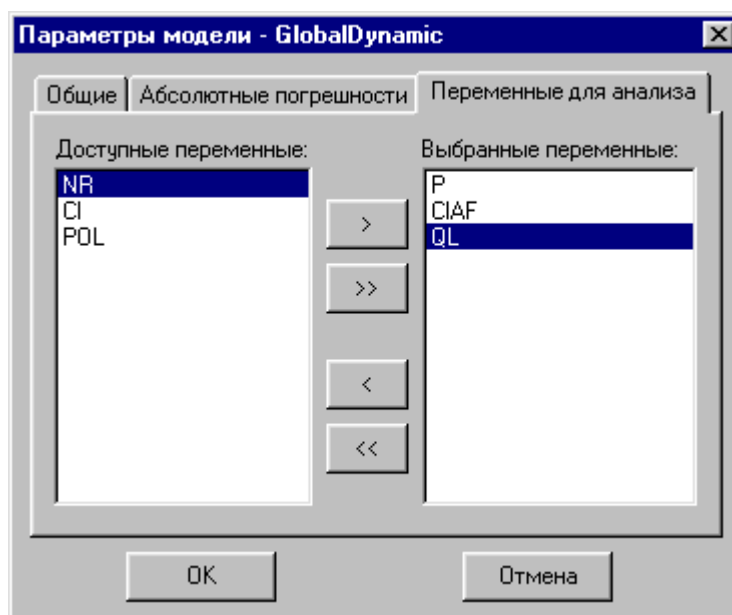 Параметры модели - GlobalDynamic
Общие
Абсолютные погрешности
Переменные для анализа
Доступные переменные:
Выбранные переменные:
NR
CI
POL
P
CIAF
QL
>
>>
<
<<
OK
Отмена